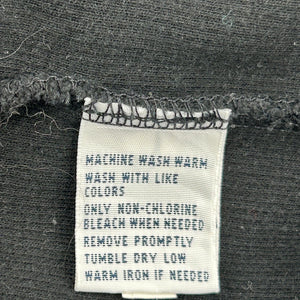 MACHINE WASH WARM
WASH WITH LIKE
COLORS
ONLY NON-CHLORINE
BLEACH WHEN NEEDED
REMOVE PROMPTLY
TUMBLE DRY LOW
WARM IRON IF NEEDED